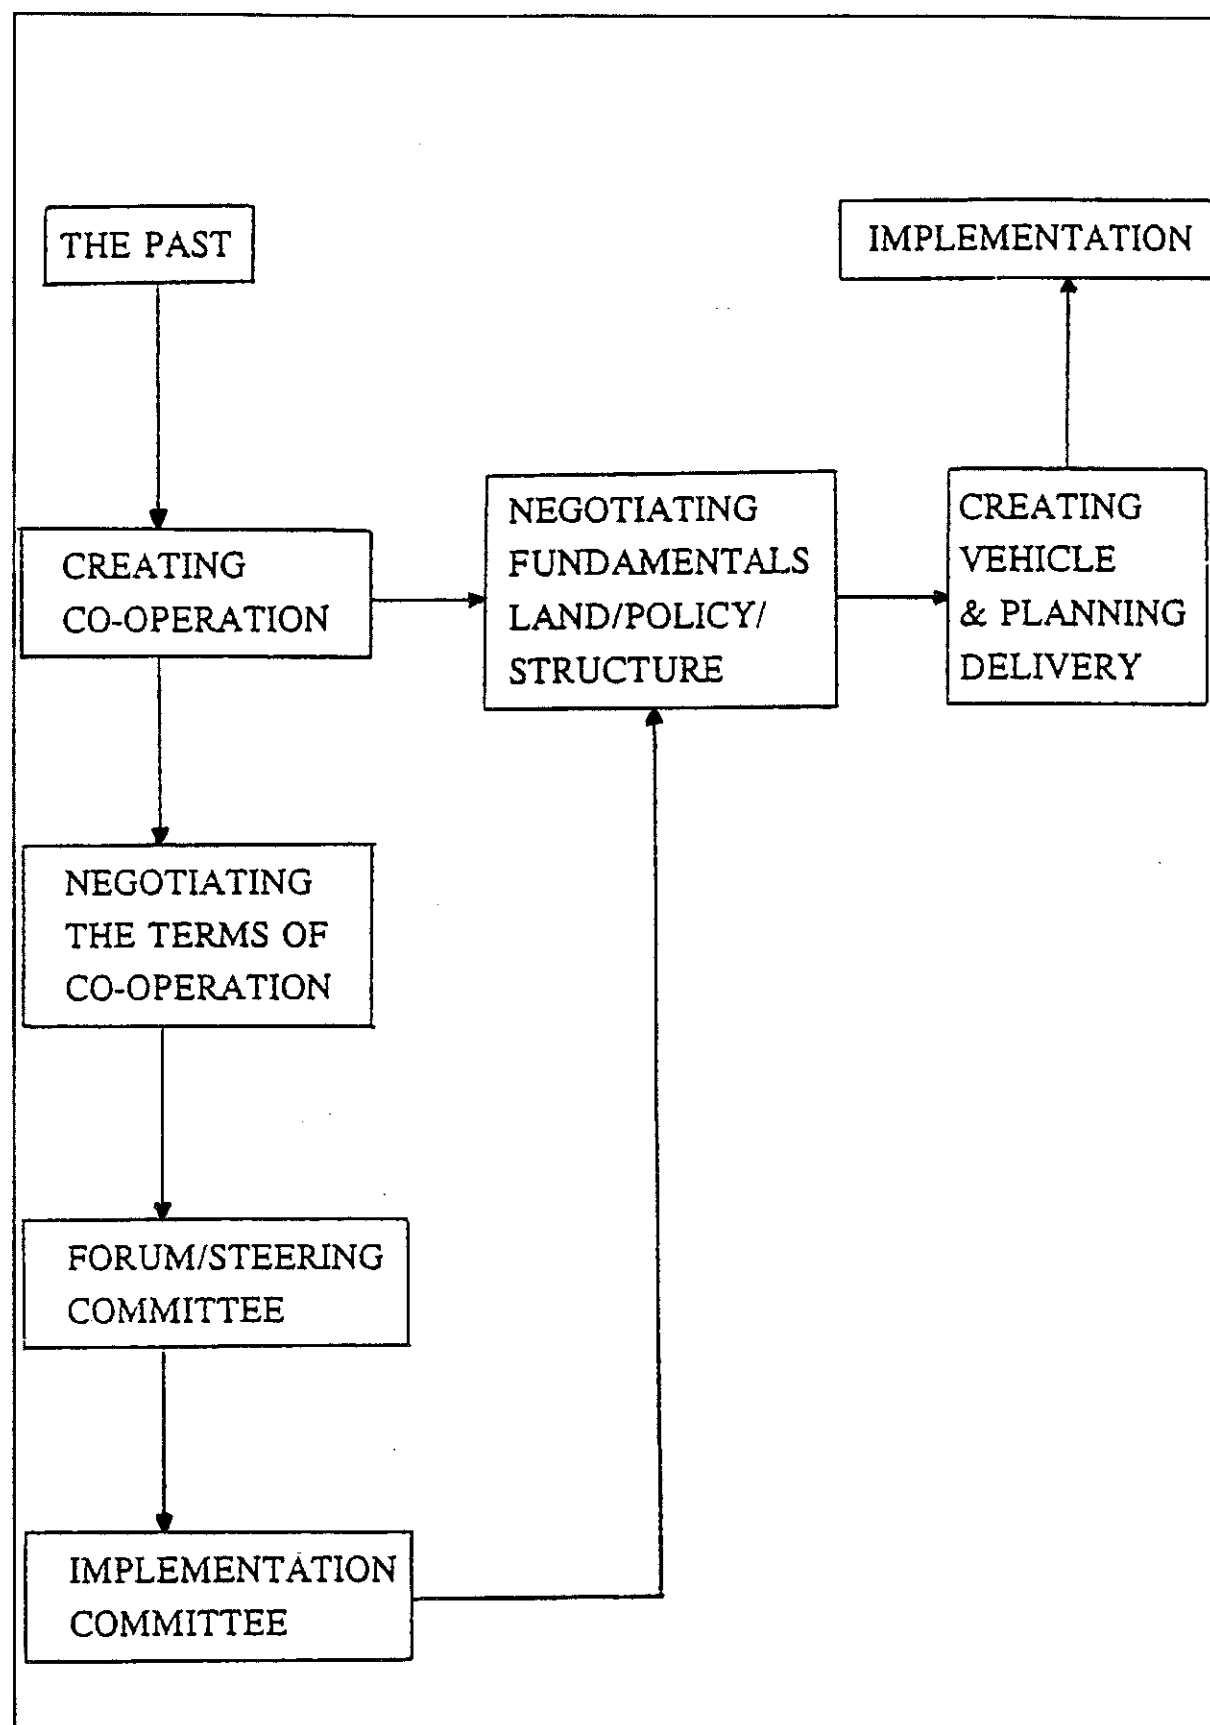 THE PAST
IMPLEMENTATION
CREATING
CO-OPERATION
NEGOTIATING
FUNDAMENTALS
LAND/POLICY/
STRUCTURE
CREATING
VEHICLE
& PLANNING
DELIVERY
NEGOTIATING
THE TERMS OF
CO-OPERATION
FORUM/STEERING
COMMITTEE
IMPLEMENTATION
COMMITTEE